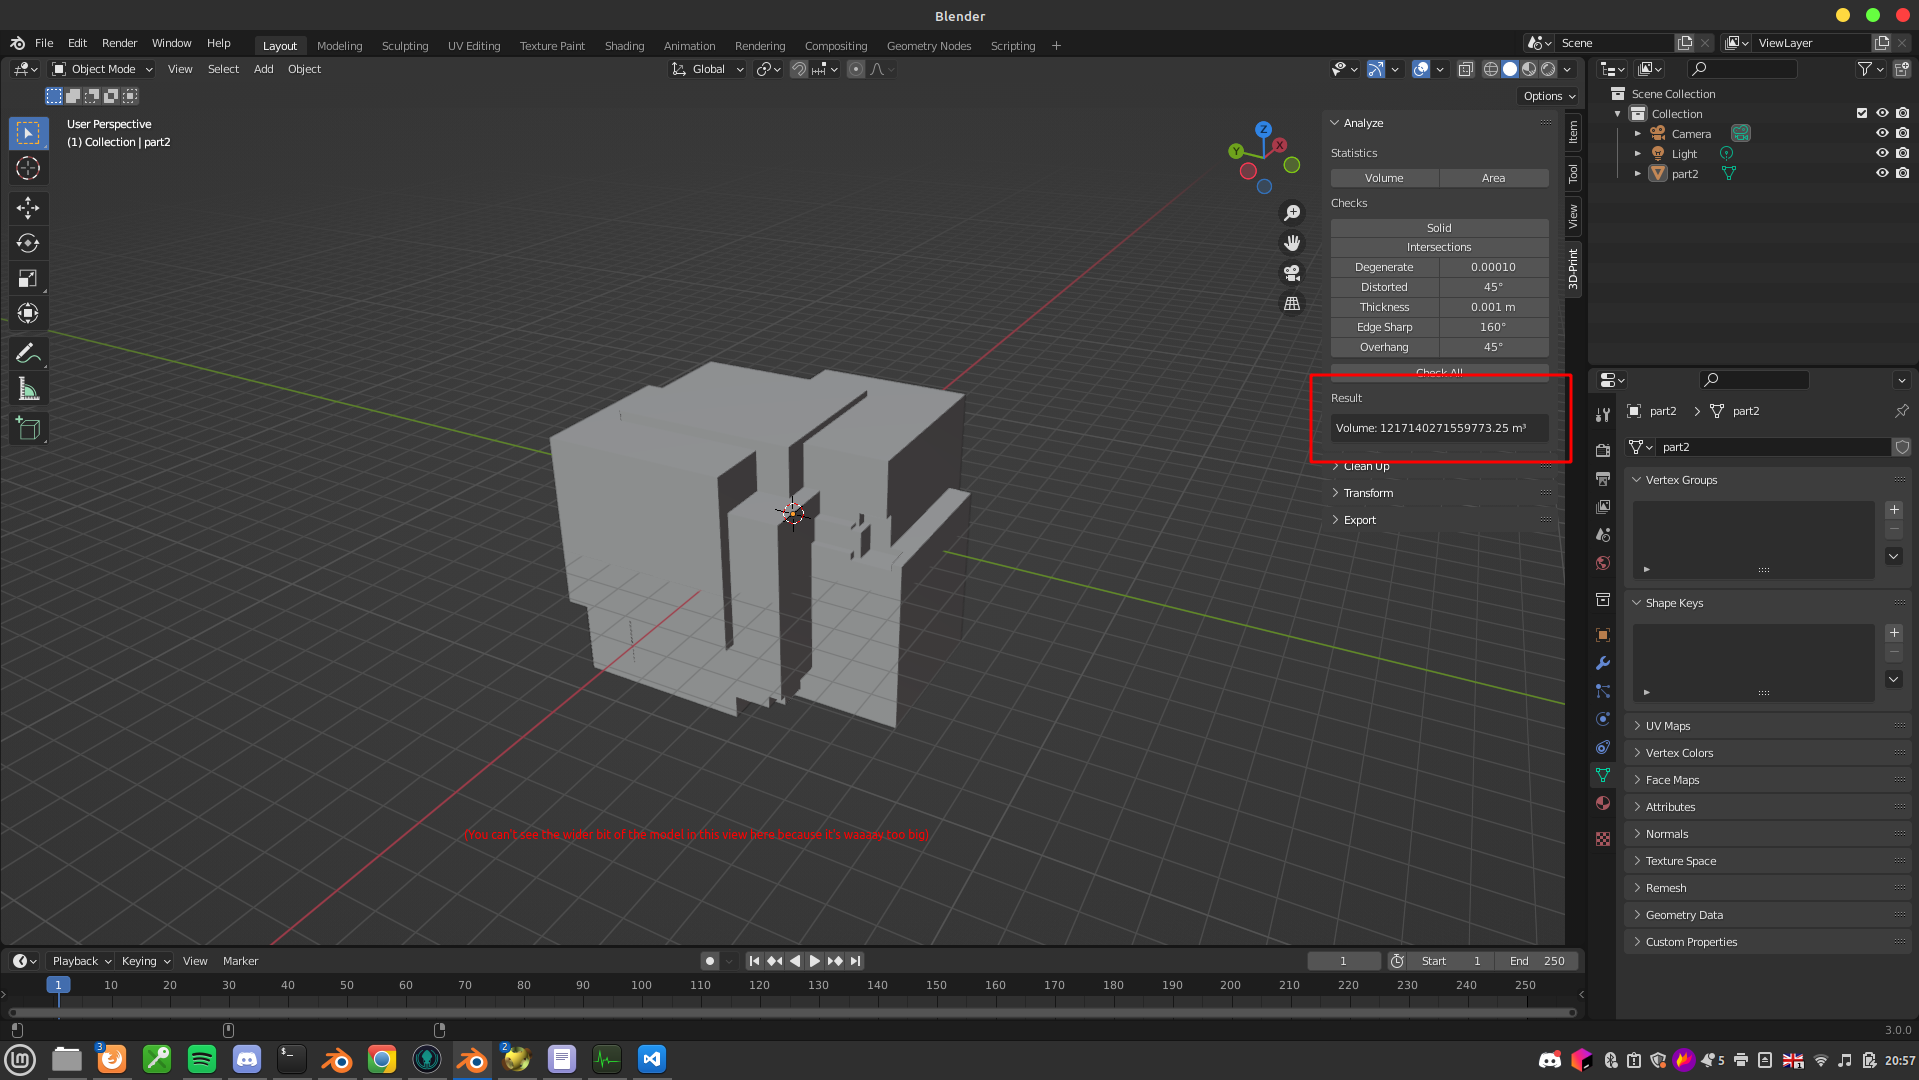 Blender
File Edit Render Window Help Layout Modeling Sculpting UV Editing Texture Paint Shading Animation Rendering Compositing Geometry Nodes Scripting + Scene ViewLayer
Object Mode View Select Add Object Global
Options
User Perspective
(1) Collection | part2
Z
Y
X
Analyze
Statistics
Volume Area
Checks
Solid
Intersections
Degenerate 0.00010
Distorted 45°
Thickness 0.001 m
Edge Sharp 160°
Overhang 45°
Check All
Result
Volume: 1217140271559773.25 m³
Clean Up
Transform
Export
Item
Tool
View
3D-Print
(You can't see the wider bit of the model in this view here because it's waaaay too big)
Scene Collection
Collection
Camera
Light
part2
part2 part2
part2
Vertex Groups
Shape Keys
UV Maps
Vertex Colors
Face Maps
Attributes
Normals
Texture Space
Remesh
Geometry Data
Custom Properties
Playback Keying View Marker 1 Start 1 End 250
1 10 20 30 40 50 60 70 80 90 100 110 120 130 140 150 160 170 180 190 200 210 220 230 240 250
3.0.0
3 2 5 1 20:57